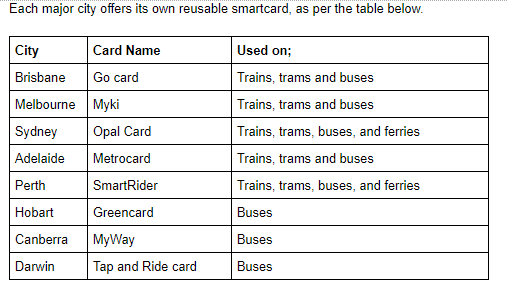 Each major city offers its own reusable smartcard, as per the table below.
City Card Name Used on;
Brisbane Go card Trains, trams and buses
Melbourne Myki Trains, trams and buses
Sydney Opal Card Trains, trams, buses, and ferries
Adelaide Metrocard Trains, trams and buses
Perth SmartRider Trains, trams, buses, and ferries
Hobart Greencard Buses
Canberra MyWay Buses
Darwin Tap and Ride card Buses